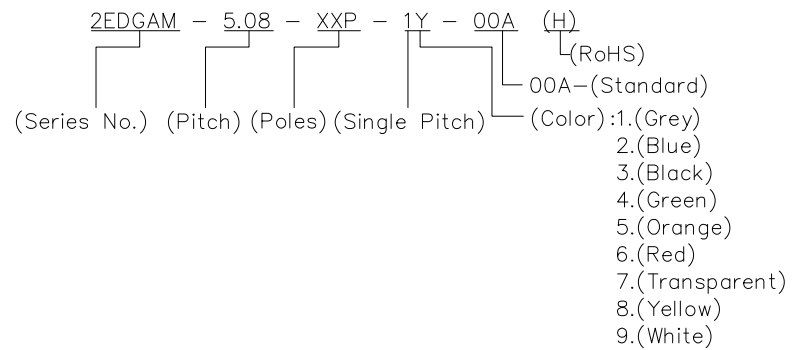 2EDGAM - 5.08 - XXP - 1Y - 00A (H)
(RoHS)
00A-(Standard)
(Series No.) (Pitch) (Poles) (Single Pitch) (Color) :1.(Grey)
2.(Blue)
3.(Black)
4.(Green)
5.(Orange)
6.(Red)
7.(Transparent)
8.(Yellow)
9.(White)